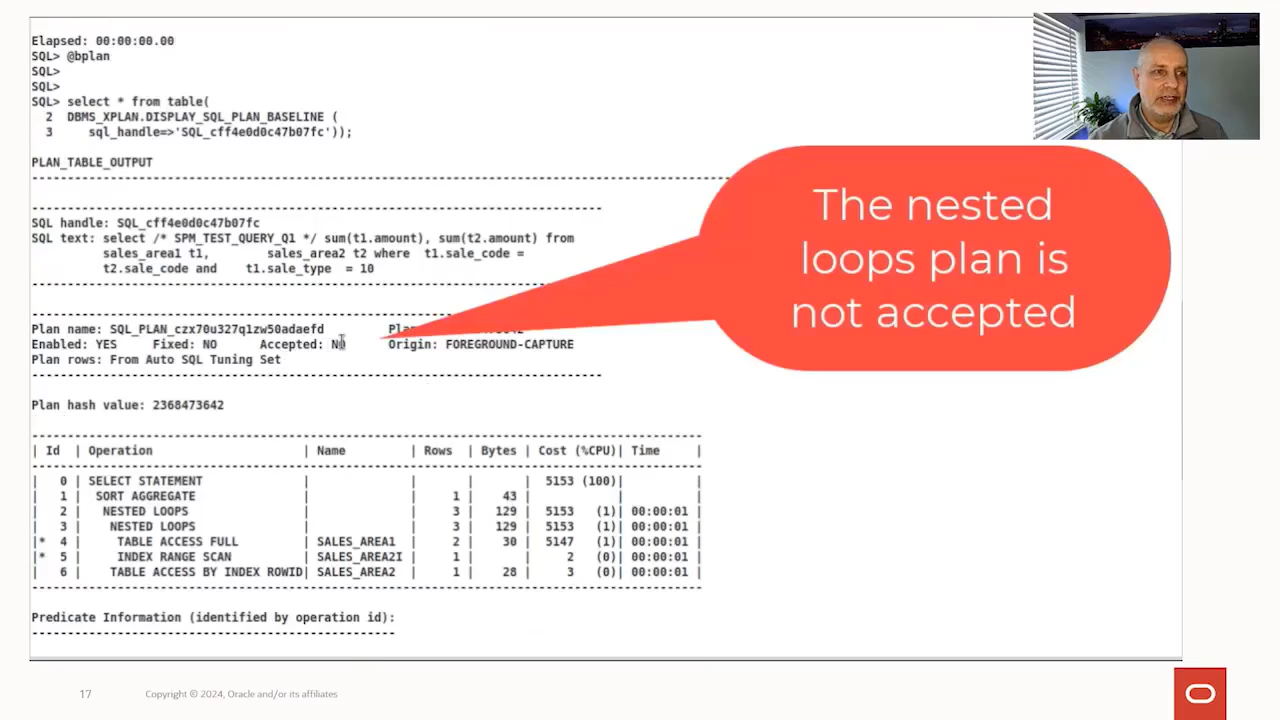 Elapsed: 00:00:00.00
SQL> @bplan
SQL>
SQL>
SQL> select * from table(
2 DBMS_XPLAN.DISPLAY_SQL_PLAN_BASELINE (
3 sql_handle=>'SQL_cff4e0d0c47b07fc'));
PLAN_TABLE_OUTPUT
--------------------------------------------------------------------------------
--------------------------------------------------------------------------------
SQL handle: SQL_cff4e0d0c47b07fc
SQL text: select /* SPM_TEST_QUERY_Q1 */ sum(t1.amount), sum(t2.amount) from
sales_area1 t1, sales_area2 t2 where t1.sale_code =
t2.sale_code and t1.sale_type = 10
--------------------------------------------------------------------------------
--------------------------------------------------------------------------------
Plan name: SQL_PLAN_czx70u327q1zw50adaefd
Enabled: YES Fixed: NO Accepted: NO Origin: FOREGROUND-CAPTURE
Plan rows: From Auto SQL Tuning Set
--------------------------------------------------------------------------------
Plan hash value: 2368473642
--------------------------------------------------------------------------------
| Id | Operation | Name | Rows | Bytes | Cost (%CPU)| Time |
--------------------------------------------------------------------------------
| 0 | SELECT STATEMENT | | | | 5153 (100)| |
| 1 | SORT AGGREGATE | | 1 | 43 | | |
| 2 | NESTED LOOPS | | 3 | 129 | 5153 (1)| 00:00:01 |
| 3 | NESTED LOOPS | | 3 | 129 | 5153 (1)| 00:00:01 |
|* 4 | TABLE ACCESS FULL | SALES_AREA1 | 2 | 30 | 5147 (1)| 00:00:01 |
|* 5 | INDEX RANGE SCAN | SALES_AREA2I | 1 | | 2 (0)| 00:00:01 |
| 6 | TABLE ACCESS BY INDEX ROWID| SALES_AREA2 | 1 | 28 | 3 (0)| 00:00:01 |
--------------------------------------------------------------------------------
Predicate Information (identified by operation id):
---------------------------------------------------
The nested
loops plan is
not accepted
17 Copyright © 2024, Oracle and/or its affiliates